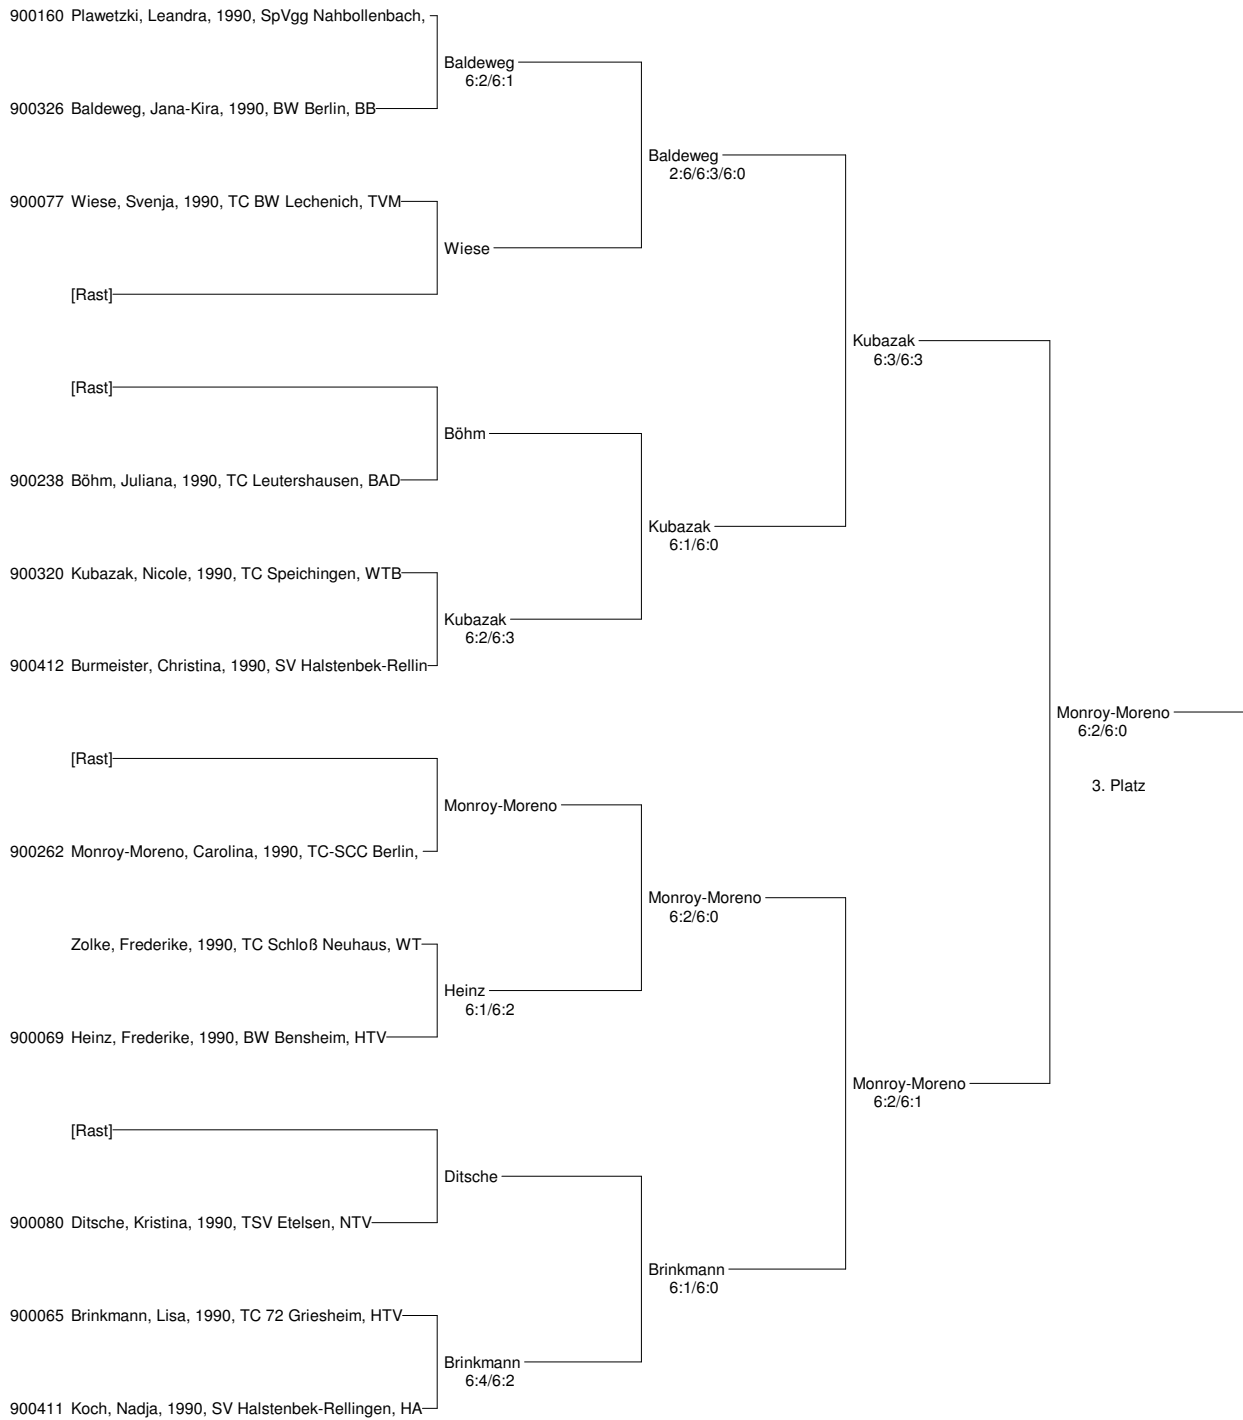 900160 Plawetzki, Leandra, 1990, SpVgg Nahbollenbach,
Baldeweg
6:2/6:1
900326 Baldeweg, Jana-Kira, 1990, BW Berlin, BB
Baldeweg
2:6/6:3/6:0
900077 Wiese, Svenja, 1990, TC BW Lechenich, TVM
Wiese
[Rast]
Kubazak
6:3/6:3
[Rast]
Böhm
900238 Böhm, Juliana, 1990, TC Leutershausen, BAD
Kubazak
6:1/6:0
900320 Kubazak, Nicole, 1990, TC Speichingen, WTB
Kubazak
6:2/6:3
900412 Burmeister, Christina, 1990, SV Halstenbek-Rellin
Monroy-Moreno
6:2/6:0
[Rast]
3. Platz
Monroy-Moreno
900262 Monroy-Moreno, Carolina, 1990, TC-SCC Berlin,
Monroy-Moreno
6:2/6:0
Zolke, Frederike, 1990, TC Schloß Neuhaus, WT
Heinz
6:1/6:2
900069 Heinz, Frederike, 1990, BW Bensheim, HTV
Monroy-Moreno
6:2/6:1
[Rast]
Ditsche
900080 Ditsche, Kristina, 1990, TSV Etelsen, NTV
Brinkmann
6:1/6:0
900065 Brinkmann, Lisa, 1990, TC 72 Griesheim, HTV
Brinkmann
6:4/6:2
900411 Koch, Nadja, 1990, SV Halstenbek-Rellingen, HA